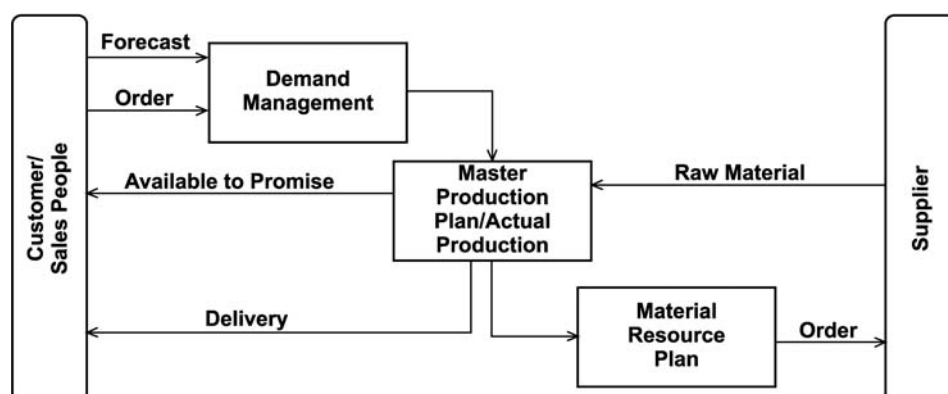 Forecast
Demand
Management
Order
Customer/
Sales People
Available to Promise
Master
Production
Plan/Actual
Production
Raw Material
Supplier
Delivery
Material
Resource
Plan
Order